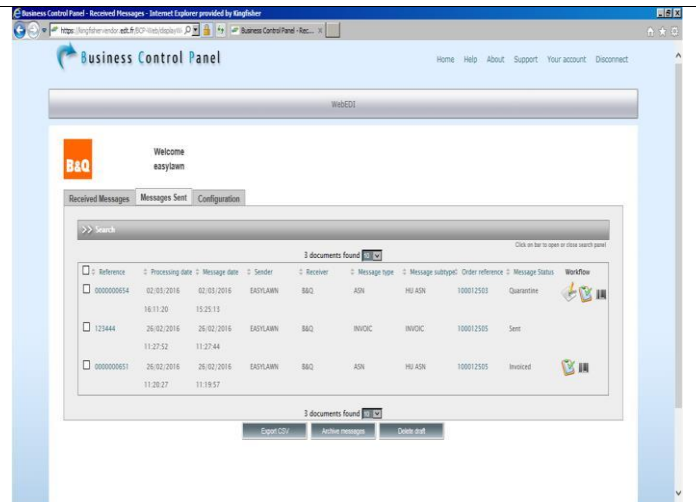 Business Control Panel - Received Messages - Internet Explorer provided by Kingfisher
Business Control Panel - Rec...
Business Control Panel
Home Help About Support Your account Disconnect
WebEDI
B&Q
Welcome
easylawn
Received Messages Messages Sent Configuration
>> Search
Click on bar to open or close search panel
3 documents found 10
Reference Processing date Message date Sender Receiver Message type Message subtype Order reference Message Status Workflow
0000000654 02/03/2016 02/03/2016 EASYLAWN B&Q ASN HU ASN 100012503 Quarantine
16:11:20 15:25:13
123444 26/02/2016 26/02/2016 EASYLAWN B&Q INVOIC INVOIC 100012505 Sent
11:27:52 11:27:44
0000000651 26/02/2016 26/02/2016 EASYLAWN B&Q ASN HU ASN 100012505 Invoiced
11:20:27 11:19:57
3 documents found 10
Export CSV Archive messages Delete draft